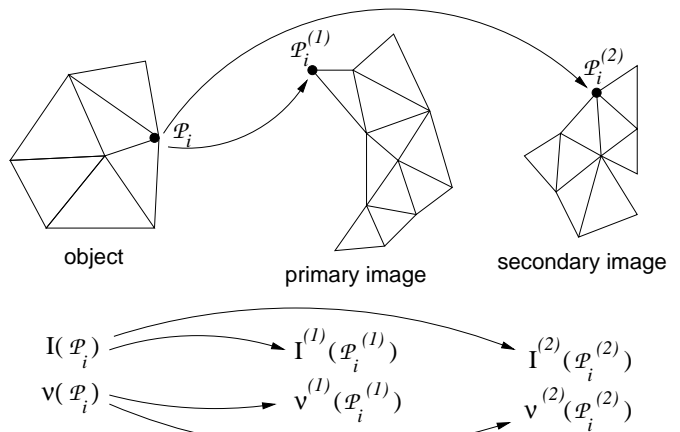 𝒫ᵢ⁽¹⁾
𝒫ᵢ⁽²⁾
𝒫ᵢ
object
primary image
secondary image
I(𝒫ᵢ)
I⁽¹⁾(𝒫ᵢ⁽¹⁾)
I⁽²⁾(𝒫ᵢ⁽²⁾)
ν(𝒫ᵢ)
ν⁽¹⁾(𝒫ᵢ⁽¹⁾)
ν⁽²⁾(𝒫ᵢ⁽²⁾)